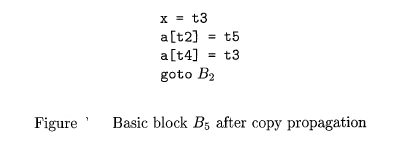 x = t3
a[t2] = t5
a[t4] = t3
goto B₂
Figure Basic block B₅ after copy propagation